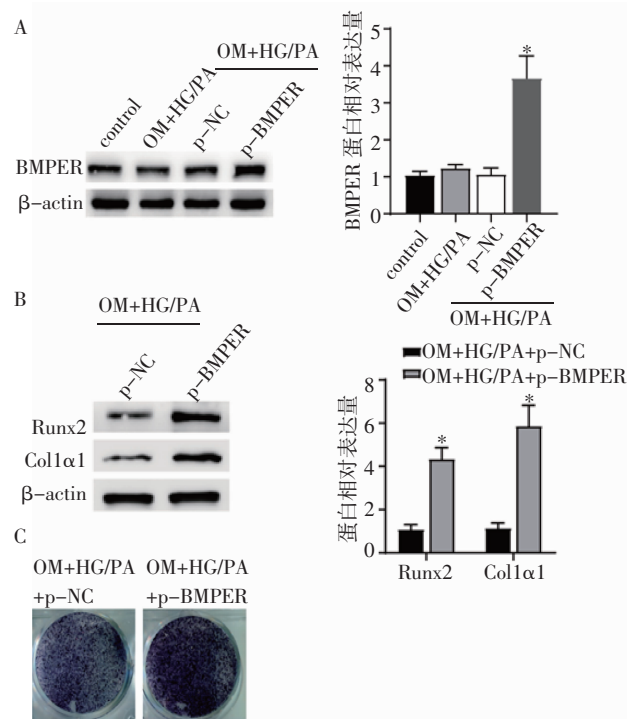 A
OM+HG/PA
control
OM+HG/PA
p-NC
p-BMPER
BMPER
β-actin
BMPER 蛋白相对表达量
5
4
3
2
1
0
*
control
OM+HG/PA
p-NC
p-BMPER
OM+HG/PA
B
OM+HG/PA
p-NC
p-BMPER
Runx2
Col1α1
β-actin
OM+HG/PA+p-NC
OM+HG/PA+p-BMPER
蛋白相对表达量
8
6
4
2
0
*
*
Runx2
Col1α1
C
OM+HG/PA
+p-NC
OM+HG/PA
+p-BMPER